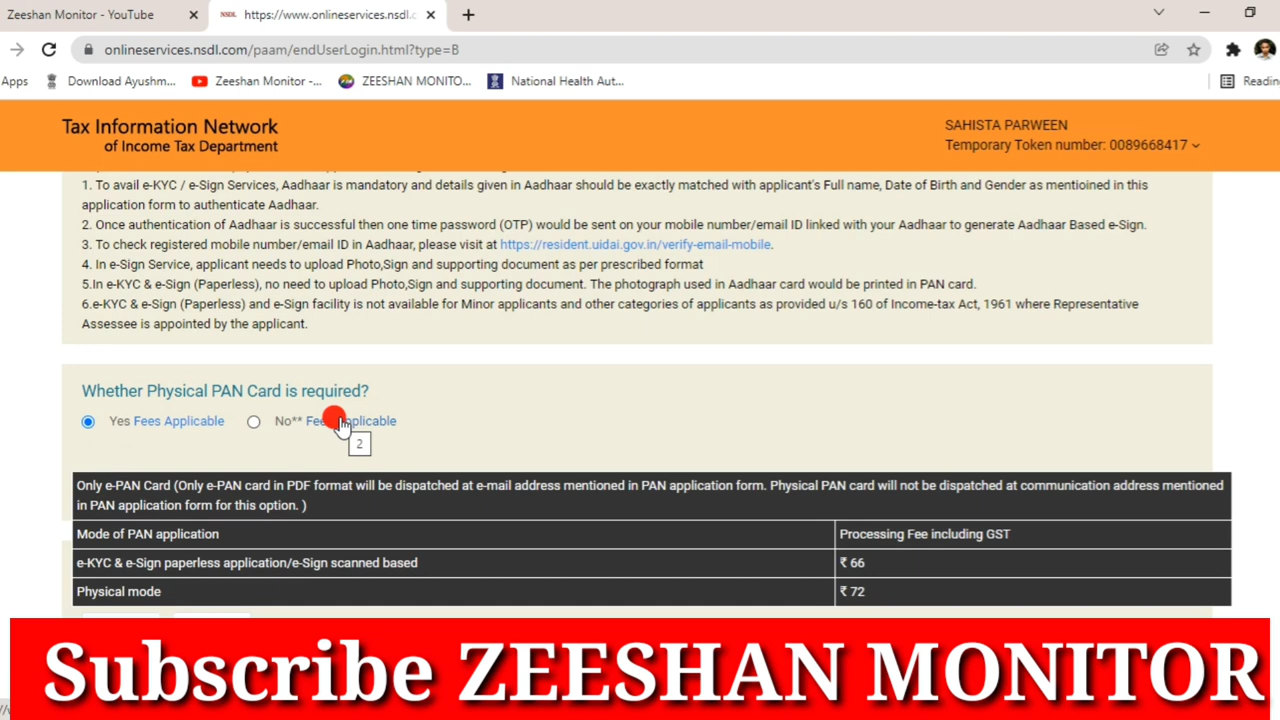 Zeeshan Monitor - YouTube
NSDL https://www.onlineservices.nsdl.c
onlineservices.nsdl.com/paam/endUserLogin.html?type=B
Apps Download Ayushm... Zeeshan Monitor -... ZEESHAN MONITO... National Health Aut... Readin
Tax Information Network
of Income Tax Department
SAHISTA PARWEEN
Temporary Token number: 0089668417
1. To avail e-KYC / e-Sign Services, Aadhaar is mandatory and details given in Aadhaar should be exactly matched with applicant's Full name, Date of Birth and Gender as mentioined in this
application form to authenticate Aadhaar.
2. Once authentication of Aadhaar is successful then one time password (OTP) would be sent on your mobile number/email ID linked with your Aadhaar to generate Aadhaar Based e-Sign.
3. To check registered mobile number/email ID in Aadhaar, please visit at https://resident.uidai.gov.in/verify-email-mobile.
4. In e-Sign Service, applicant needs to upload Photo,Sign and supporting document as per prescribed format
5.In e-KYC & e-Sign (Paperless), no need to upload Photo,Sign and supporting document. The photograph used in Aadhaar card would be printed in PAN card.
6.e-KYC & e-Sign (Paperless) and e-Sign facility is not available for Minor applicants and other categories of applicants as provided u/s 160 of Income-tax Act, 1961 where Representative
Assessee is appointed by the applicant.
Whether Physical PAN Card is required?
Yes Fees Applicable No** Fees Applicable
2
Only e-PAN Card (Only e-PAN card in PDF format will be dispatched at e-mail address mentioned in PAN application form. Physical PAN card will not be dispatched at communication address mentioned
in PAN application form for this option. )
Mode of PAN application Processing Fee including GST
e-KYC & e-Sign paperless application/e-Sign scanned based ₹ 66
Physical mode ₹ 72
Subscribe ZEESHAN MONITOR